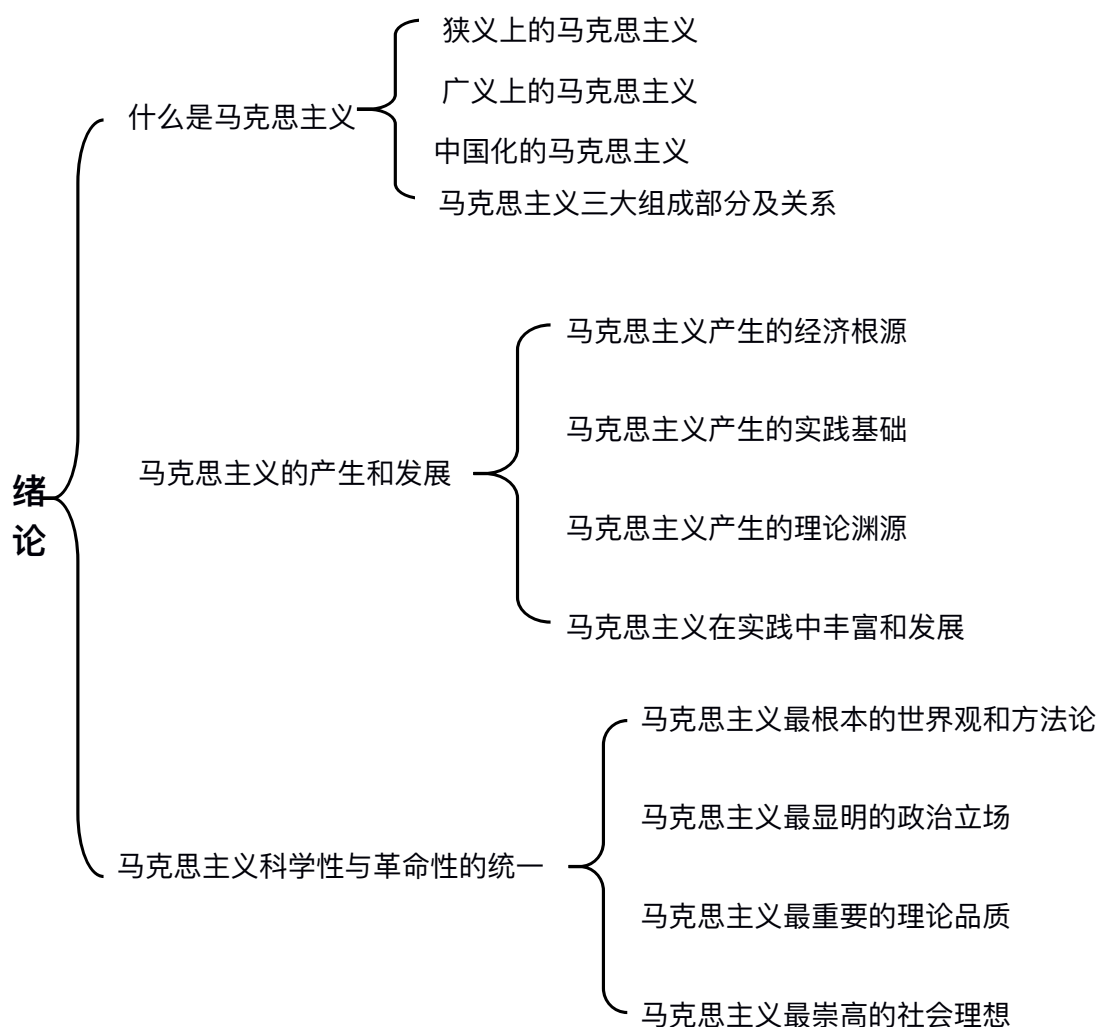 狭义上的马克思主义
广义上的马克思主义
什么是马克思主义
中国化的马克思主义
马克思主义三大组成部分及关系
马克思主义产生的经济根源
马克思主义产生的实践基础
马克思主义的产生和发展
绪
论
马克思主义产生的理论渊源
马克思主义在实践中丰富和发展
马克思主义最根本的世界观和方法论
马克思主义最显明的政治立场
马克思主义科学性与革命性的统一
马克思主义最重要的理论品质
马克思主义最崇高的社会理想